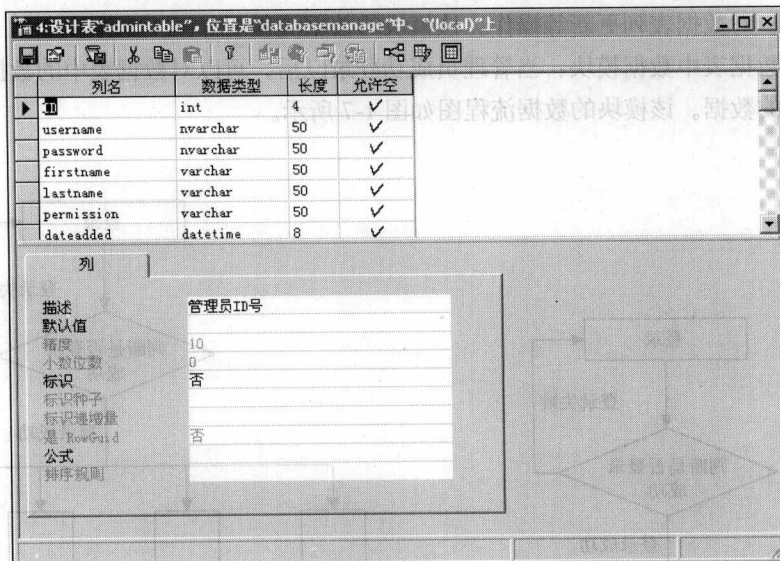 4:设计表“admintable”，位置是“databasemanage”中、“(local)”上
列名 数据类型 长度 允许空
ID int 4
username nvarchar 50
password nvarchar 50
firstname varchar 50
lastname varchar 50
permission varchar 50
dateadded datetime 8
列
描述 管理员ID号
默认值
精度 10
小数位数 0
标识 否
标识种子
标识递增量
是 RowGuid 否
公式
排序规则